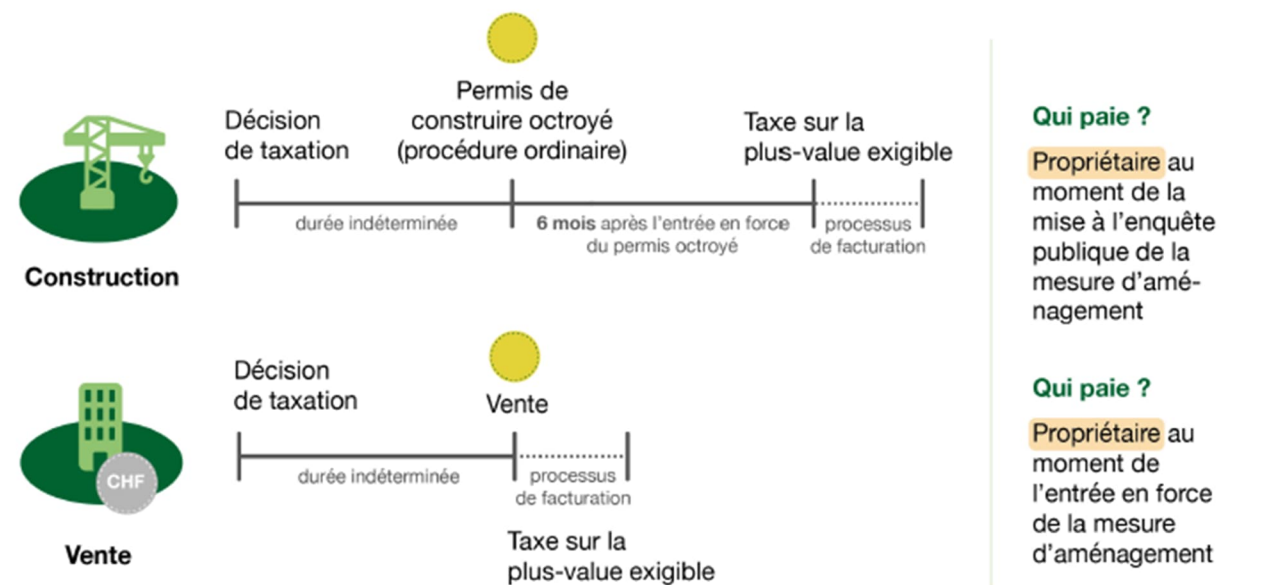 Permis de
construire octroyé
(procédure ordinaire)
Décision
de taxation
Taxe sur la
plus-value exigible
durée indéterminée
6 mois après l'entrée en force
du permis octroyé
processus
de facturation
Construction
Qui paie ?
Propriétaire au
moment de la
mise à l'enquête
publique de la
mesure d'amé-
nagement
Décision
de taxation
Vente
durée indéterminée
processus
de facturation
Taxe sur la
plus-value exigible
CHF
Vente
Qui paie ?
Propriétaire au
moment de
l'entrée en force
de la mesure
d'aménagement